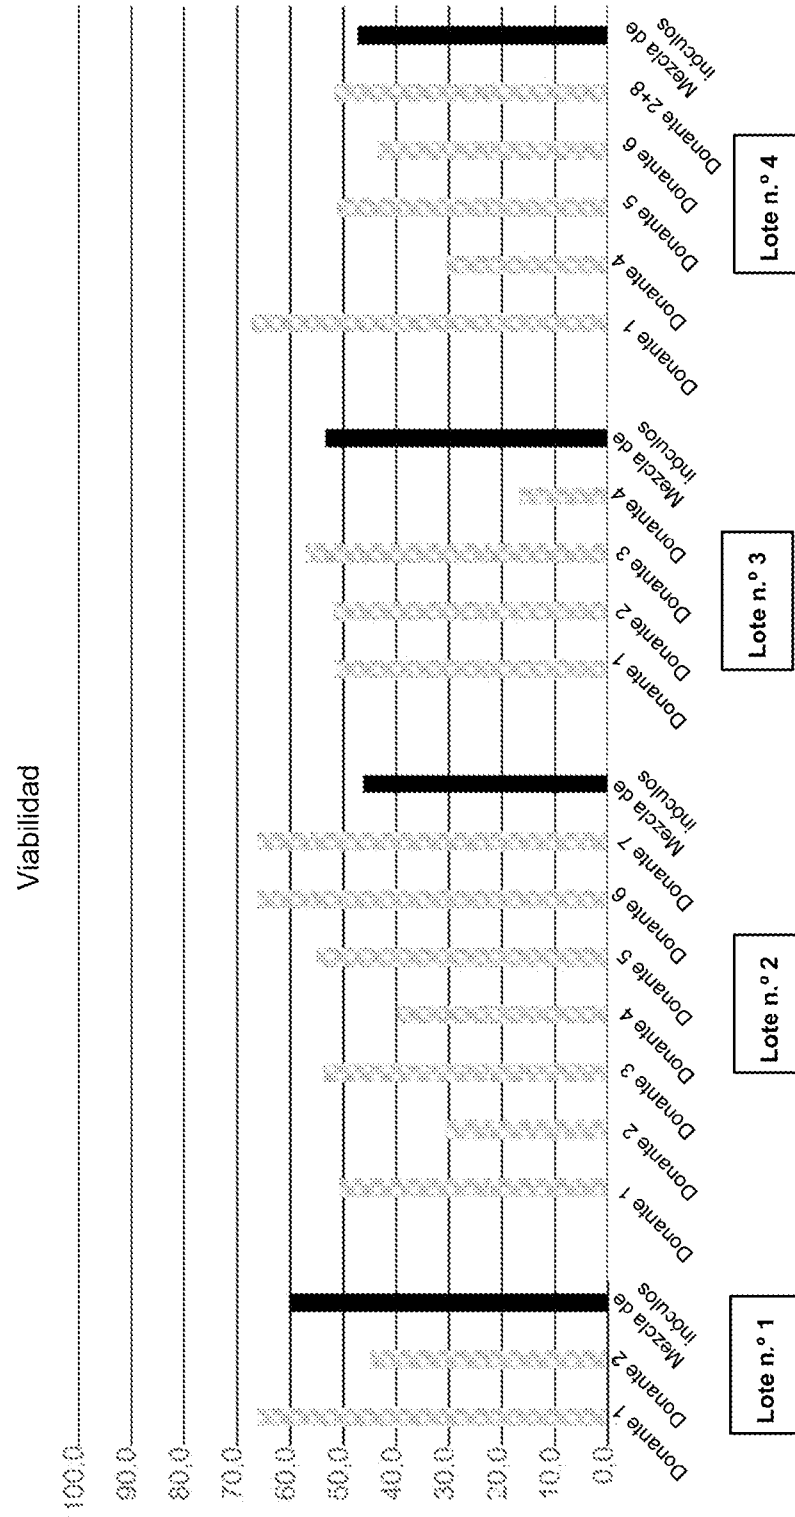 Viabilidad
100,0
90,0
80,0
70,0
60,0
50,0
40,0
30,0
20,0
10,0
0,0
Donante 1
Donante 2
Mezcla de
inóculos
Donante 1
Donante 2
Donante 3
Donante 4
Donante 5
Donante 6
Donante 7
Mezcla de
inóculos
Donante 1
Donante 2
Donante 3
Donante 4
Mezcla de
inóculos
Donante 1
Donante 4
Donante 5
Donante 6
Donante 2+8
Mezcla de
inóculos
Lote n.º 1
Lote n.º 2
Lote n.º 3
Lote n.º 4